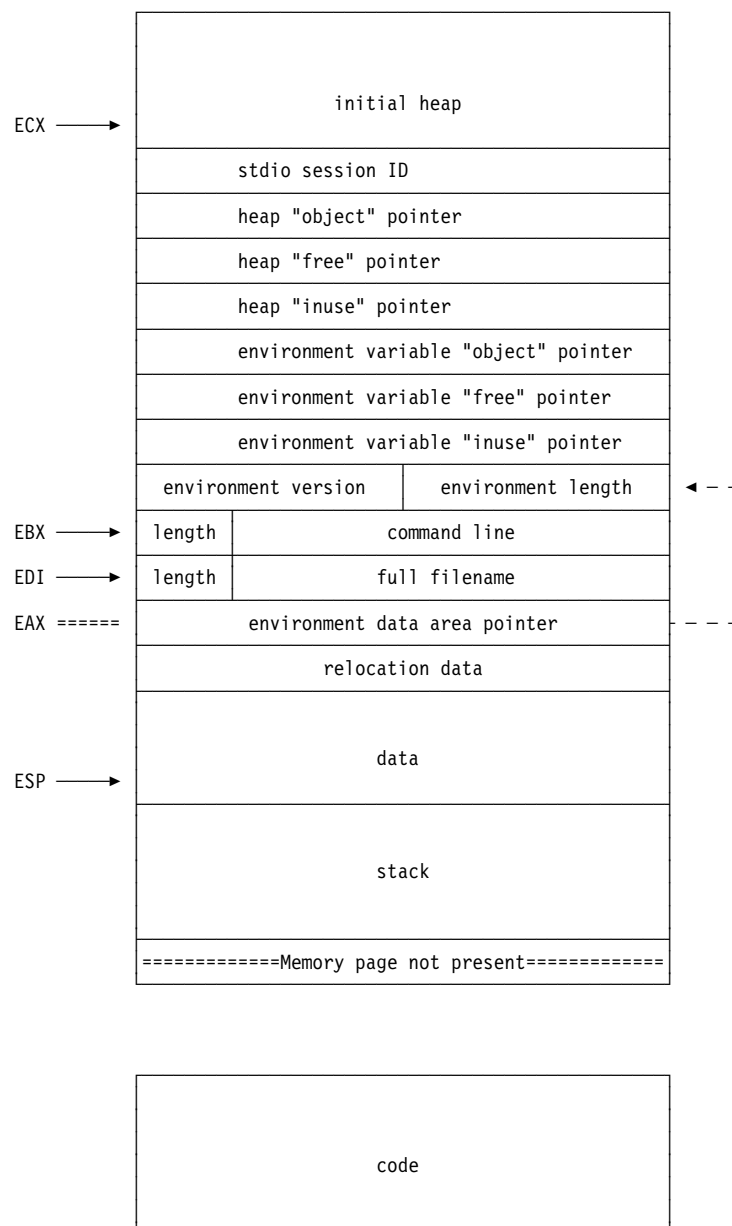 initial heap
ECX
stdio session ID
heap "object" pointer
heap "free" pointer
heap "inuse" pointer
environment variable "object" pointer
environment variable "free" pointer
environment variable "inuse" pointer
environment version environment length
EBX length command line
EDI length full filename
EAX ====== environment data area pointer
relocation data
data
ESP
stack
=============Memory page not present=============
code